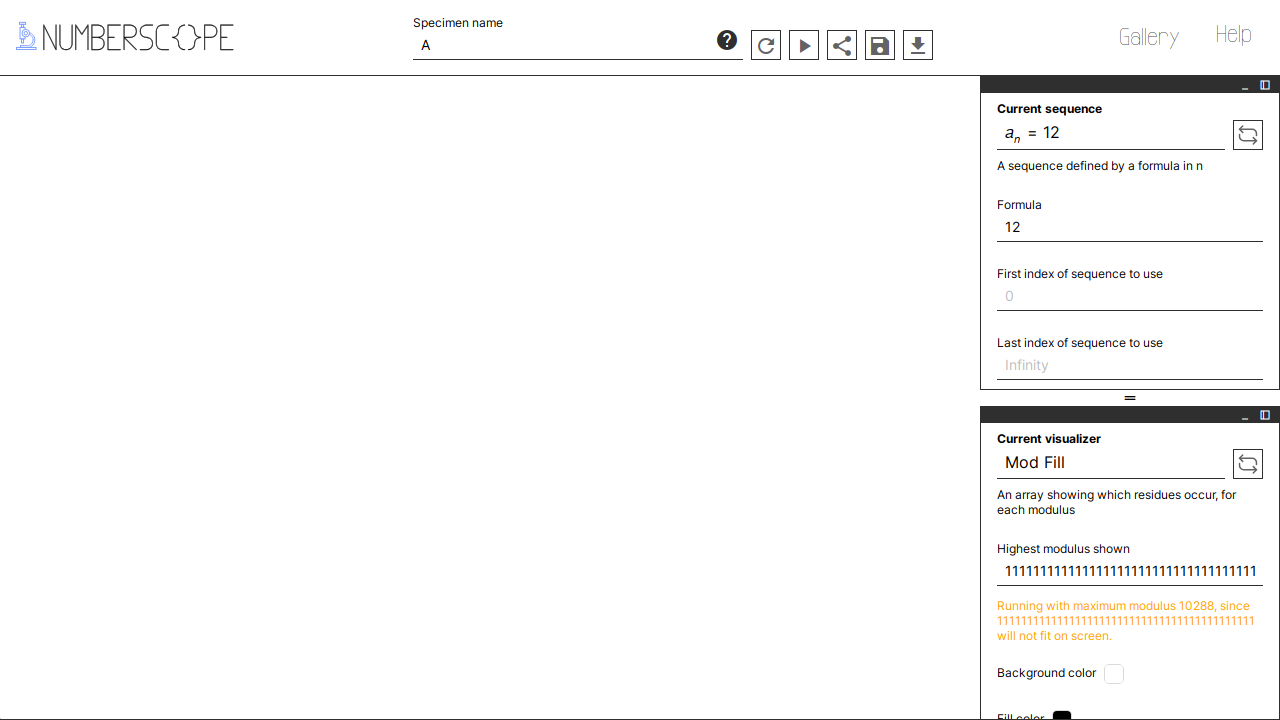 NUMBERSCOPE
Specimen name
A
Gallery
Help
Current sequence
aₙ = 12
A sequence defined by a formula in n
Formula
12
First index of sequence to use
0
Last index of sequence to use
Infinity
Current visualizer
Mod Fill
An array showing which residues occur, for
each modulus
Highest modulus shown
Running with maximum modulus 10288, since
will not fit on screen.
Background color
Fill color